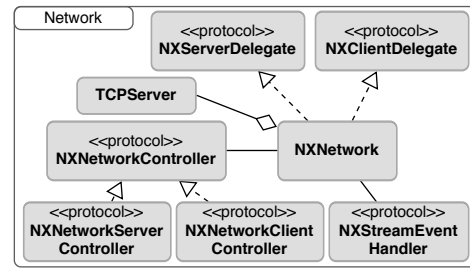 Network
<<protocol>>
NXServerDelegate
<<protocol>>
NXClientDelegate
TCPServer
<<protocol>>
NXNetworkController
NXNetwork
<<protocol>>
NXNetworkServer
Controller
<<protocol>>
NXNetworkClient
Controller
<<protocol>>
NXStreamEvent
Handler